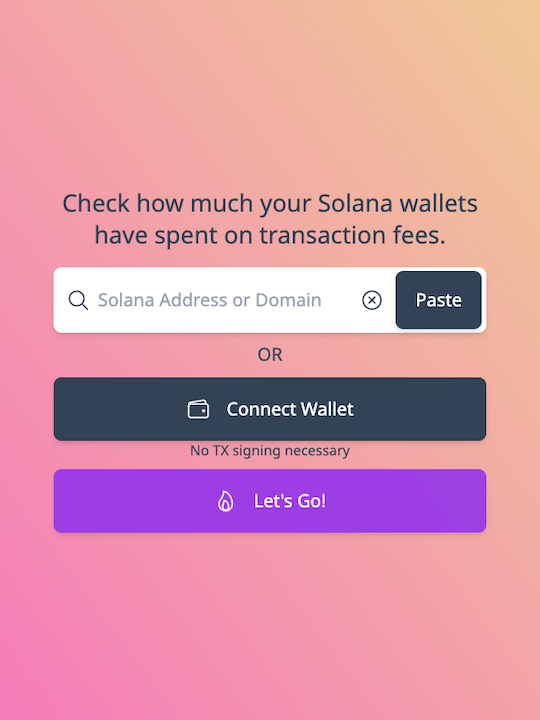 Check how much your Solana wallets
have spent on transaction fees.
Solana Address or Domain
Paste
OR
Connect Wallet
No TX signing necessary
Let's Go!